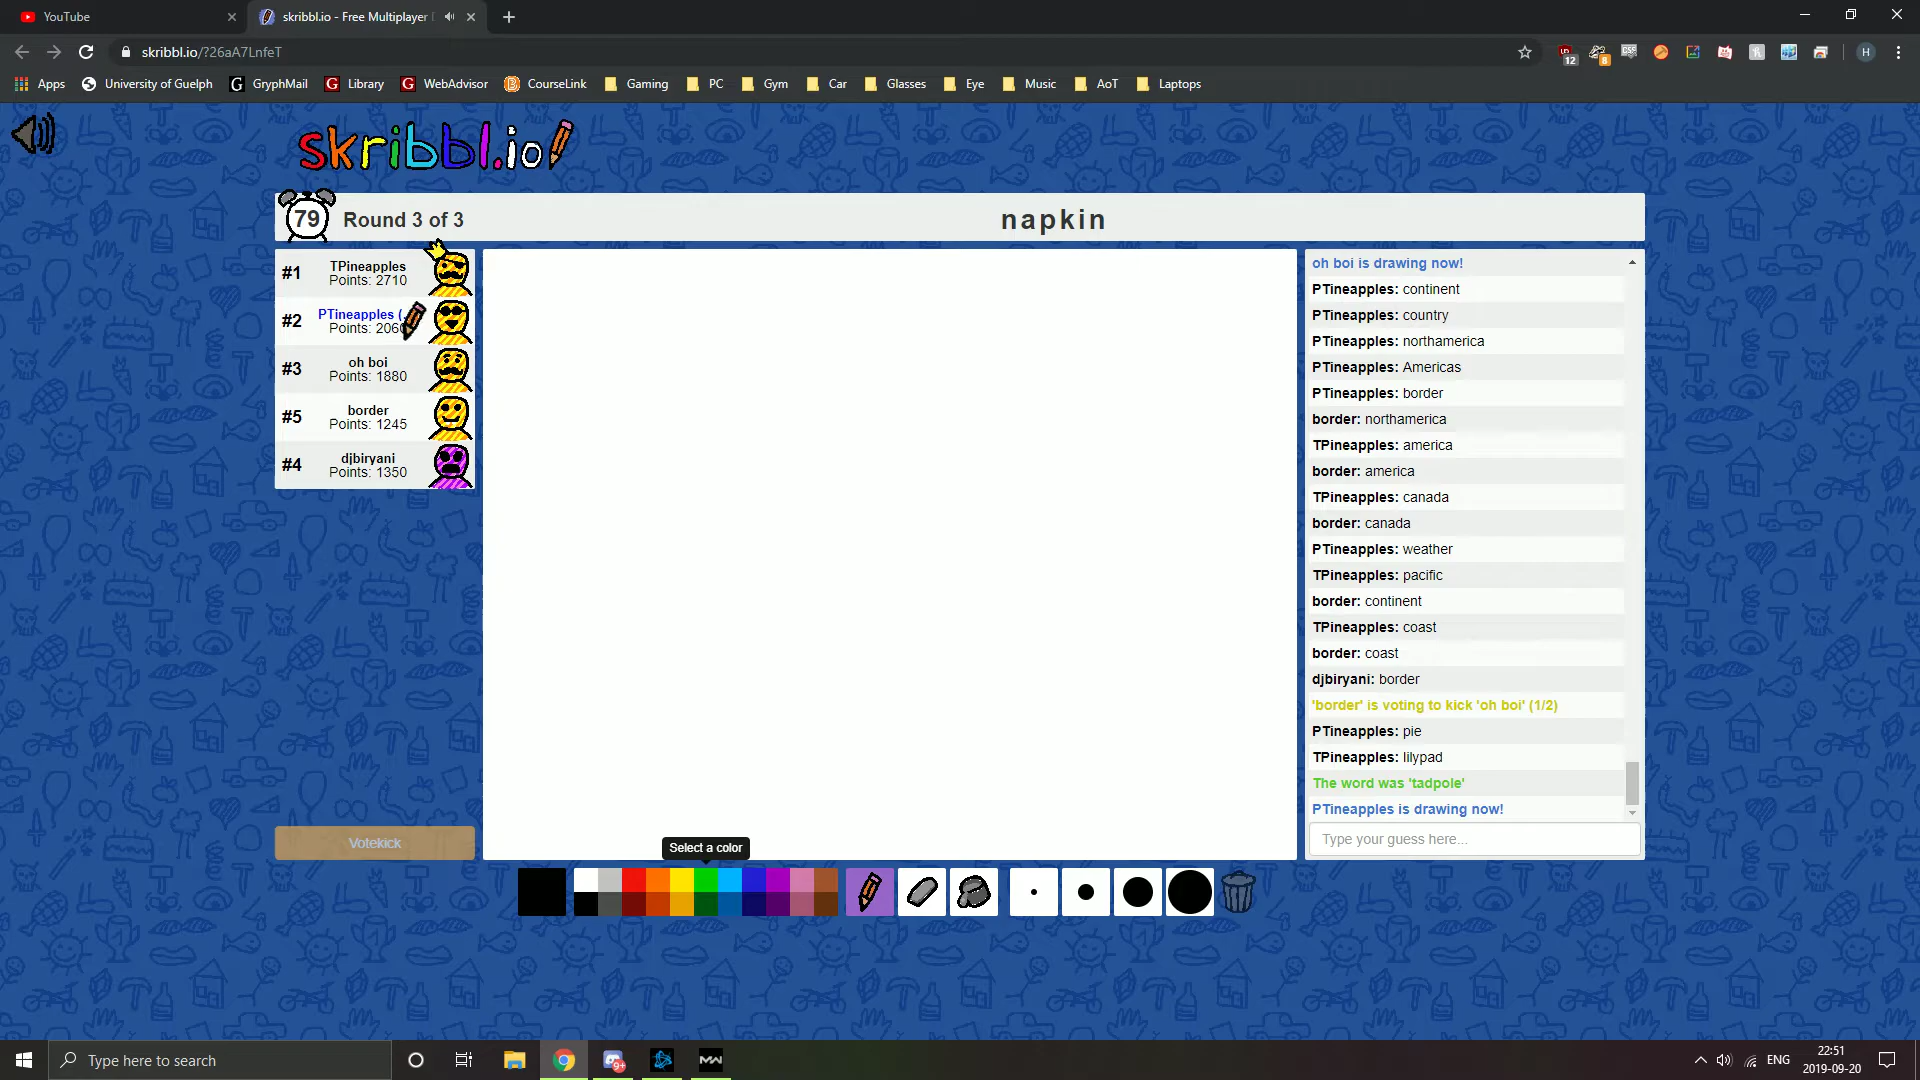 YouTube
skribbl.io - Free Multiplayer
skribbl.io/?26aA7LnfeT
12
8
H
Apps
University of Guelph
GryphMail
Library
WebAdvisor
CourseLink
Gaming
PC
Gym
Car
Glasses
Eye
Music
AoT
Laptops
skribbl.io
79
Round 3 of 3
napkin
#1
TPineapples
Points: 2710
#2
PTineapples (
Points: 2060
#3
oh boi
Points: 1880
#5
border
Points: 1245
#4
djbiryani
Points: 1350
Votekick
oh boi is drawing now!
PTineapples: continent
PTineapples: country
PTineapples: northamerica
PTineapples: Americas
PTineapples: border
border: northamerica
TPineapples: america
border: america
TPineapples: canada
border: canada
PTineapples: weather
TPineapples: pacific
border: continent
TPineapples: coast
border: coast
djbiryani: border
'border' is voting to kick 'oh boi' (1/2)
PTineapples: pie
TPineapples: lilypad
The word was 'tadpole'
PTineapples is drawing now!
Type your guess here...
Select a color
Type here to search
9+
MW
ENG
22:51
2019-09-20